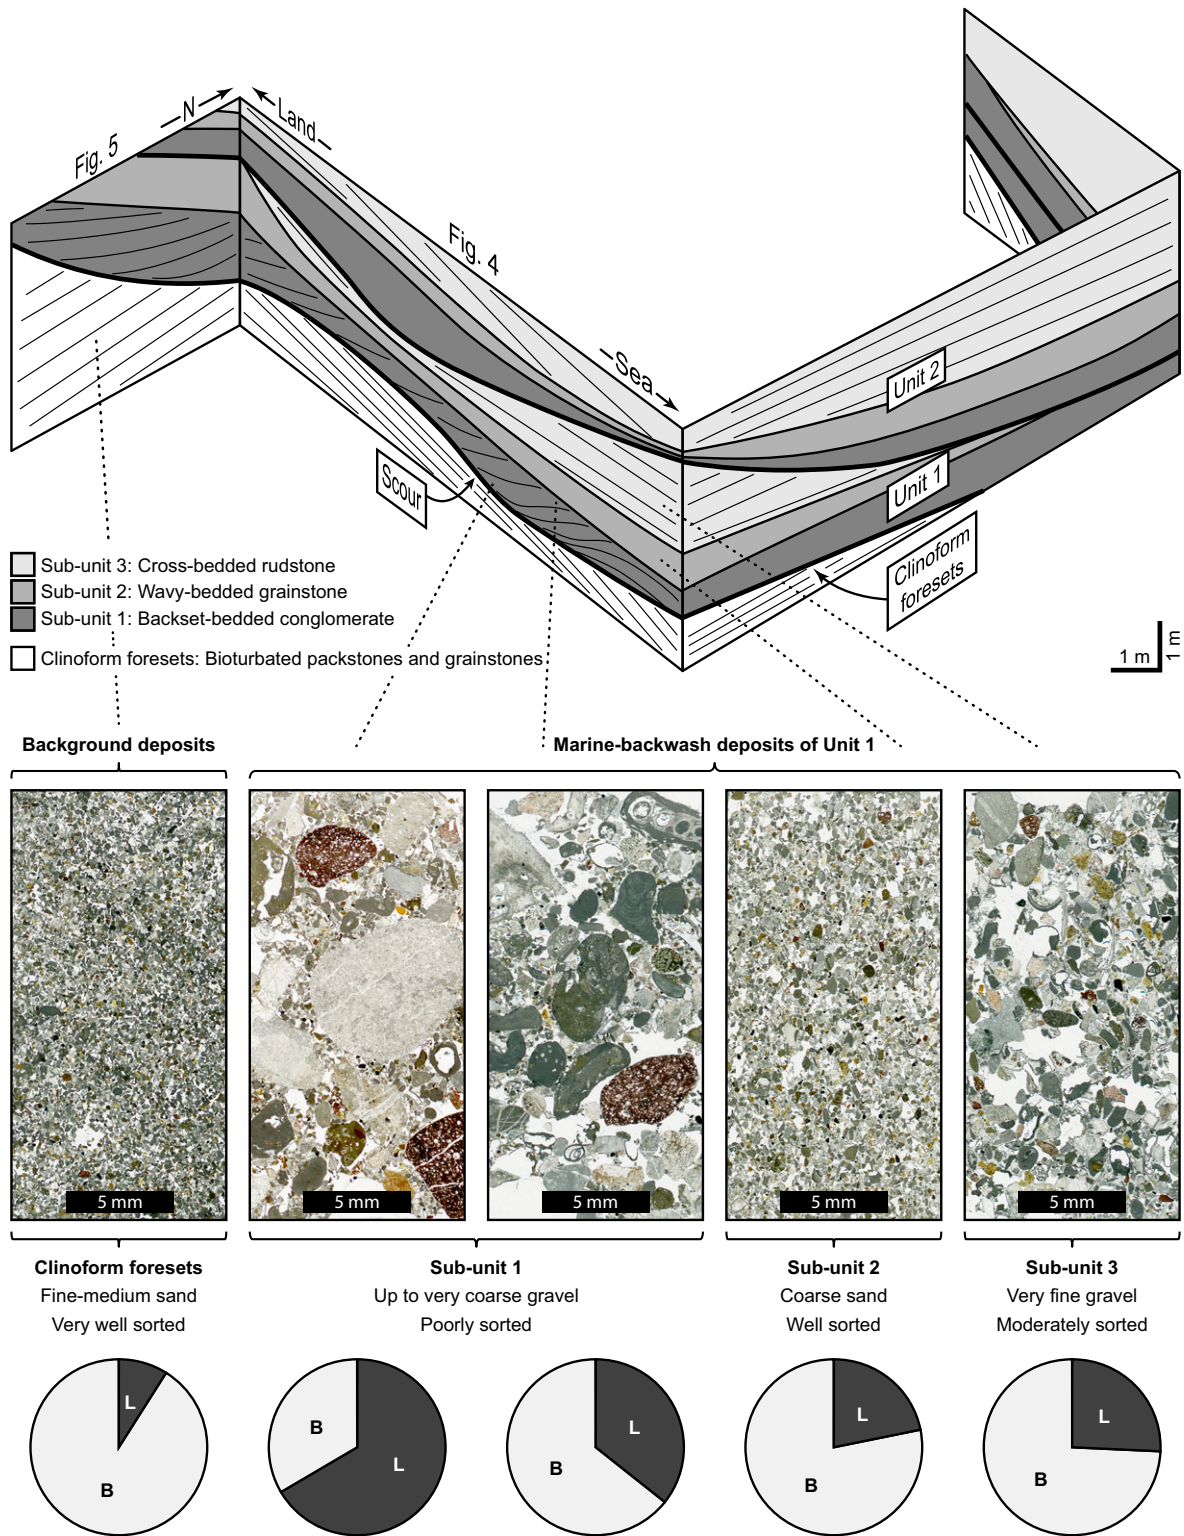 N
Land
Fig. 5
Fig. 4
Sea
Unit 2
Unit 1
Scour
Clinoform
foresets
Sub-unit 3: Cross-bedded rudstone
Sub-unit 2: Wavy-bedded grainstone
Sub-unit 1: Backset-bedded conglomerate
Clinoform foresets: Bioturbated packstones and grainstones
1 m
1 m
Background deposits
Marine-backwash deposits of Unit 1
5 mm
5 mm
5 mm
5 mm
5 mm
Clinoform foresets
Fine-medium sand
Very well sorted
Sub-unit 1
Up to very coarse gravel
Poorly sorted
Sub-unit 2
Coarse sand
Well sorted
Sub-unit 3
Very fine gravel
Moderately sorted
L
B
B
L
L
B
L
B
L
B